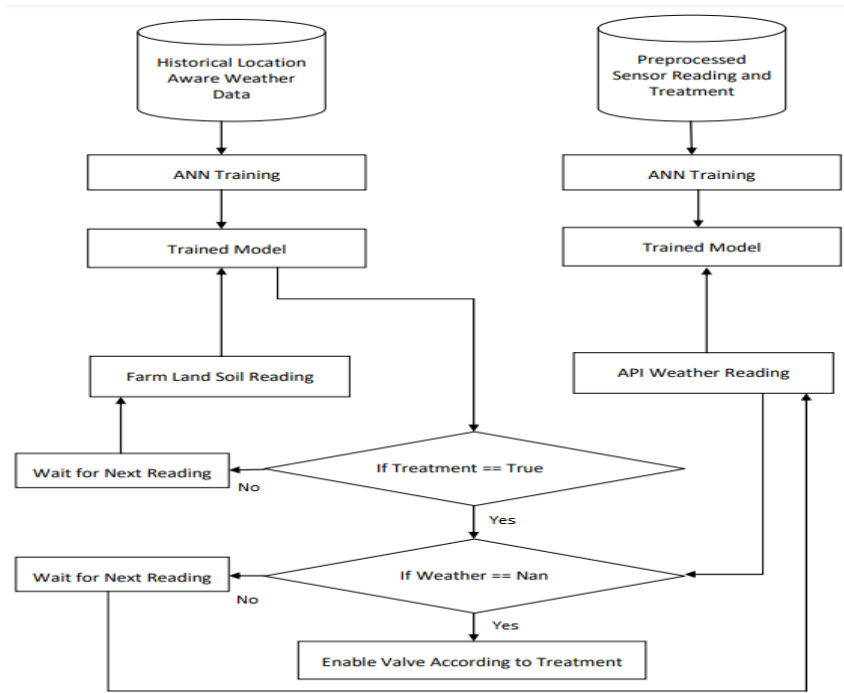 Historical Location
Aware Weather
Data
Preprocessed
Sensor Reading and
Treatment
ANN Training
ANN Training
Trained Model
Trained Model
Farm Land Soil Reading
API Weather Reading
If Treatment == True
Wait for Next Reading
No
Yes
If Weather == Nan
Wait for Next Reading
No
Yes
Enable Valve According to Treatment